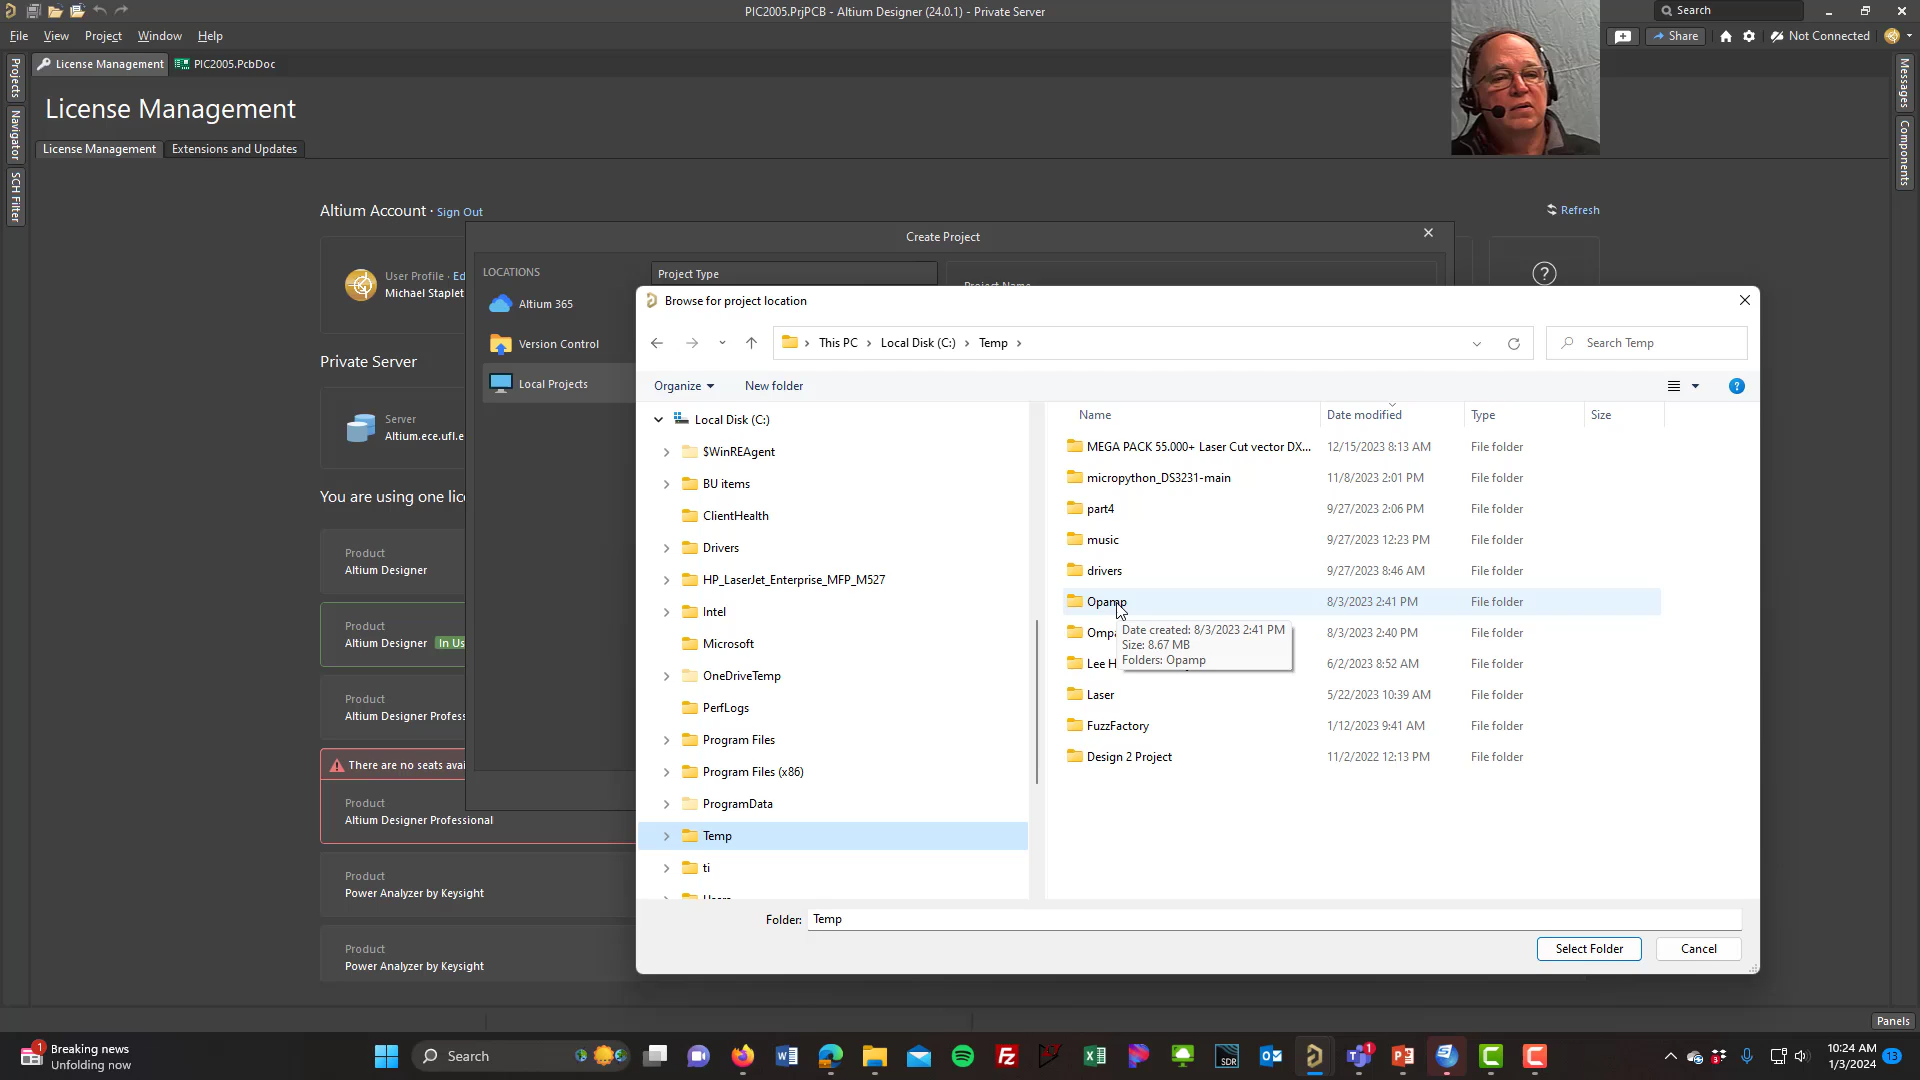 PIC2005.PrjPCB - Altium Designer (24.0.1) - Private Server
Search
File View Project Window Help
Share
Not Connected
License Management PIC2005.PcbDoc
Projects
Navigator
SCH Filter
Messages
Components
License Management
License Management Extensions and Updates
Altium Account · Sign Out
Refresh
Create Project
LOCATIONS
Project Type
Project Name
User Profile · Ed
Michael Staplet
Altium 365
Version Control
Local Projects
Private Server
Server
Altium.ece.ufl.e
You are using one lic
Product
Altium Designer
Product
Altium Designer In Us
Product
Altium Designer Profess
There are no seats avai
Product
Altium Designer Professional
Product
Power Analyzer by Keysight
Product
Power Analyzer by Keysight
Browse for project location
This PC > Local Disk (C:) > Temp >
Search Temp
Organize New folder
Local Disk (C:)
$WinREAgent
BU items
ClientHealth
Drivers
HP_LaserJet_Enterprise_MFP_M527
Intel
Microsoft
OneDriveTemp
PerfLogs
Program Files
Program Files (x86)
ProgramData
Temp
ti
Name Date modified Type Size
MEGA PACK 55.000+ Laser Cut vector DX... 12/15/2023 8:13 AM File folder
micropython_DS3231-main 11/8/2023 2:01 PM File folder
part4 9/27/2023 2:06 PM File folder
music 9/27/2023 12:23 PM File folder
drivers 9/27/2023 8:46 AM File folder
Opamp 8/3/2023 2:41 PM File folder
Ompa 8/3/2023 2:40 PM File folder
Lee H 6/2/2023 8:52 AM File folder
Laser 5/22/2023 10:39 AM File folder
FuzzFactory 1/12/2023 9:41 AM File folder
Design 2 Project 11/2/2022 12:13 PM File folder
Date created: 8/3/2023 2:41 PM
Size: 8.67 MB
Folders: Opamp
Folder: Temp
Select Folder Cancel
Panels
1
Breaking news
Unfolding now
Search
SDR
10:24 AM
1/3/2024
13